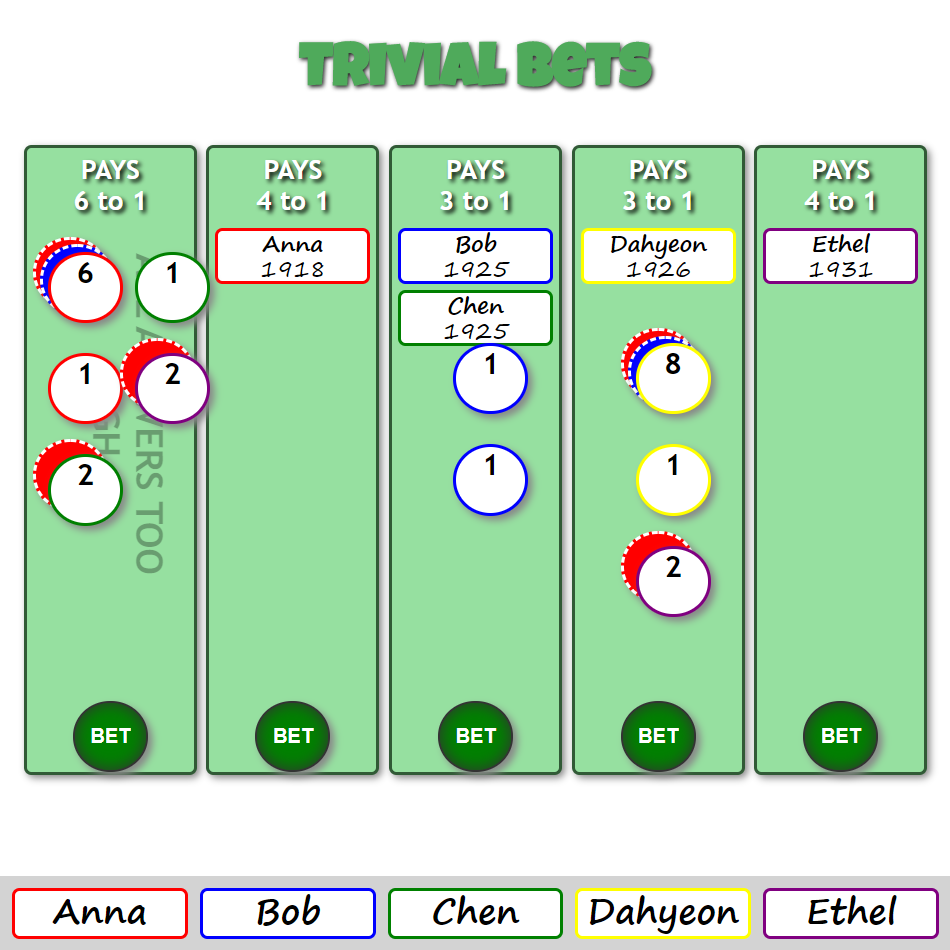 TRIVIAL BETS
PAYS
6 to 1
6
1
1
2
2
TOO
BET
PAYS
4 to 1
Anna
1918
BET
PAYS
3 to 1
Bob
1925
Chen
1925
1
1
BET
PAYS
3 to 1
Dahyeon
1926
8
1
2
BET
PAYS
4 to 1
Ethel
1931
BET
Anna
Bob
Chen
Dahyeon
Ethel